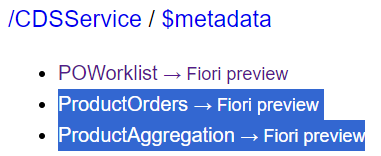 /CDSService / $metadata
POWorklist → Fiori preview
ProductOrders → Fiori preview
ProductAggregation → Fiori preview